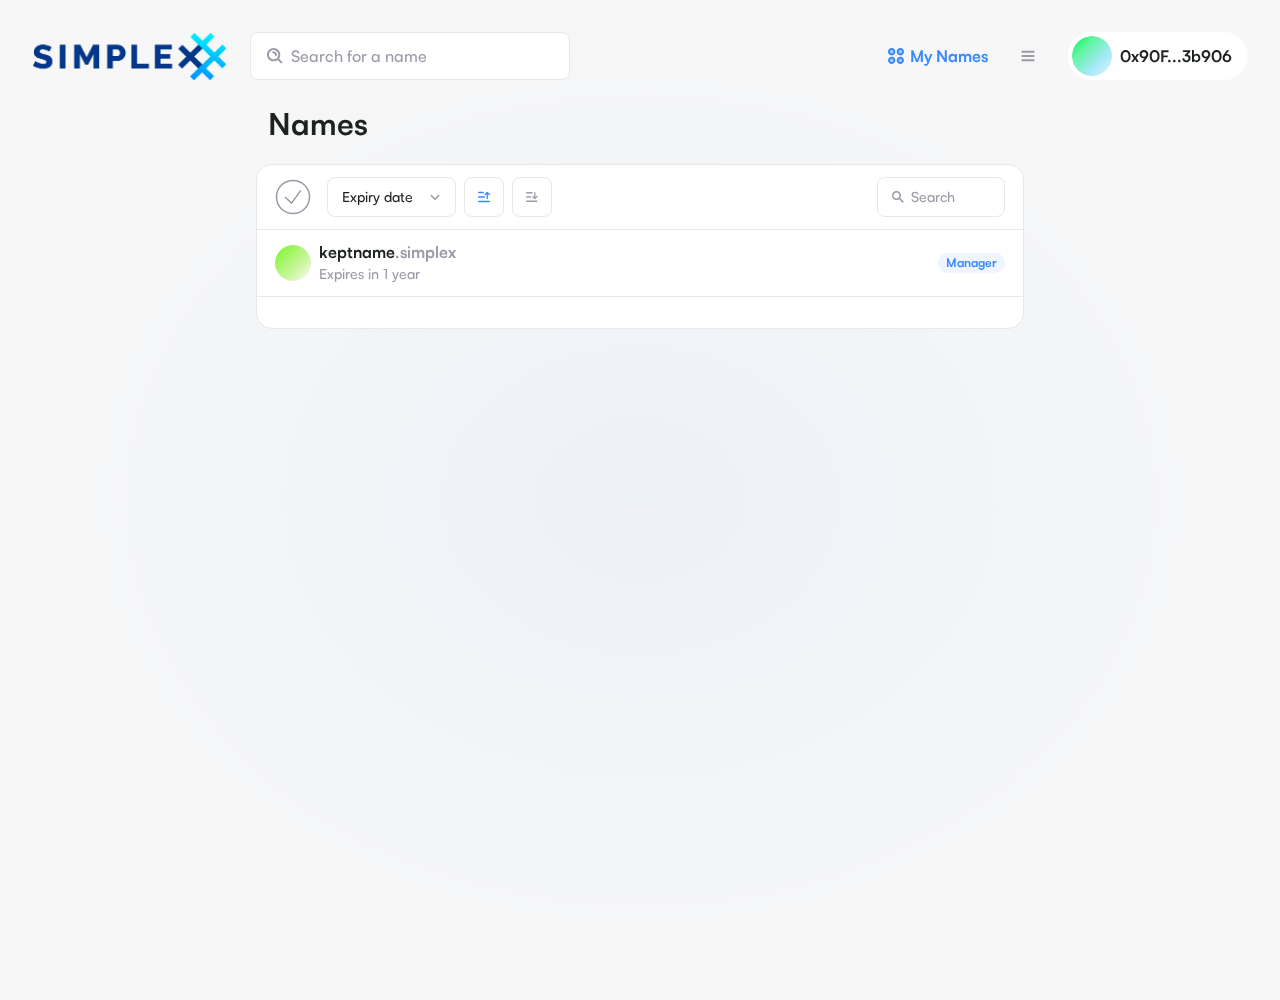 SIMPLEX
Search for a name
My Names
0x90F...3b906
Names
Expiry date
Search
keptname.simplex
Expires in 1 year
Manager